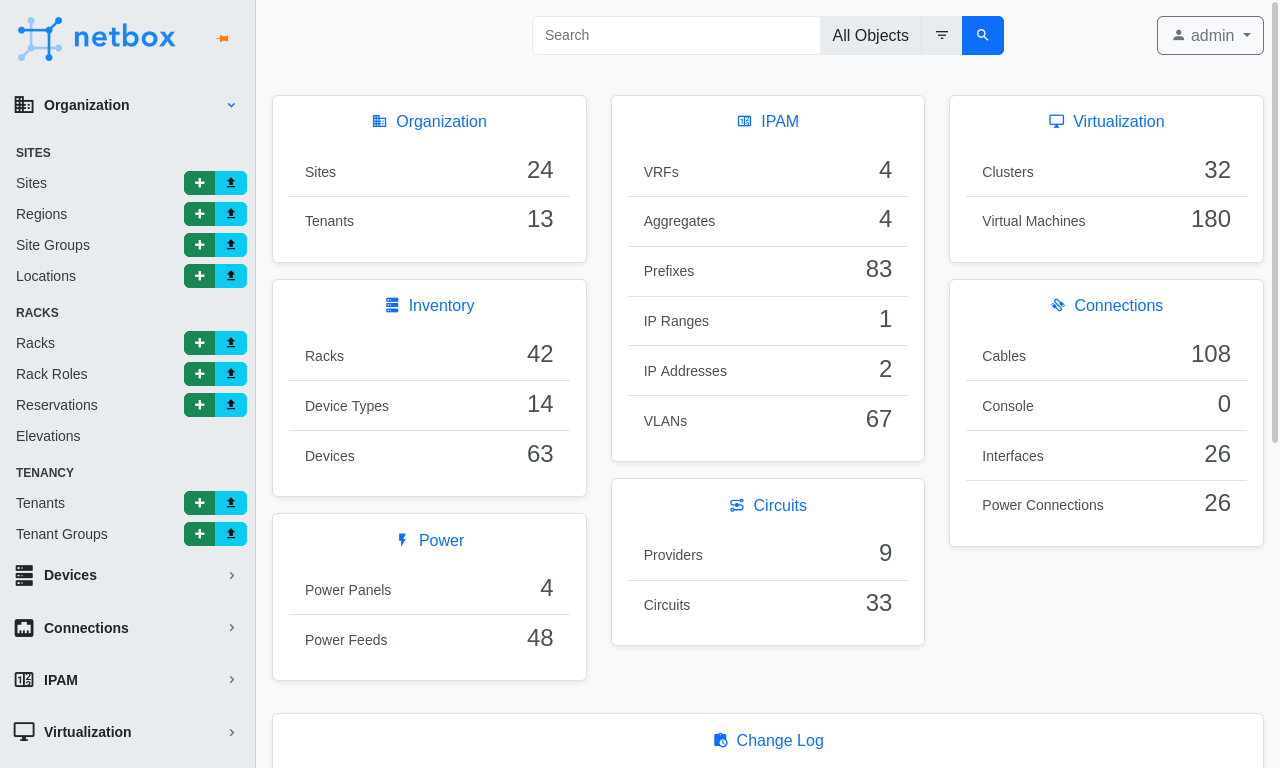 netbox
Search
All Objects
admin
Organization
SITES
Sites
Regions
Site Groups
Locations
RACKS
Racks
Rack Roles
Reservations
Elevations
TENANCY
Tenants
Tenant Groups
Devices
Connections
IPAM
Virtualization
Organization
Sites 24
Tenants 13
Inventory
Racks 42
Device Types 14
Devices 63
Power
Power Panels 4
Power Feeds 48
IPAM
VRFs 4
Aggregates 4
Prefixes 83
IP Ranges 1
IP Addresses 2
VLANs 67
Circuits
Providers 9
Circuits 33
Virtualization
Clusters 32
Virtual Machines 180
Connections
Cables 108
Console 0
Interfaces 26
Power Connections 26
Change Log